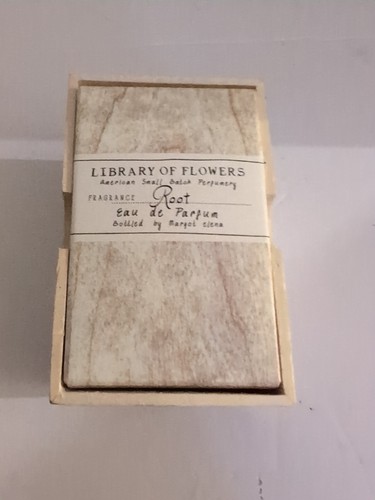 LIBRARY OF FLOWERS
American Small Batch Perfumery
FRAGRANCE Root
Eau de Parfum
Bottled by Margot elena